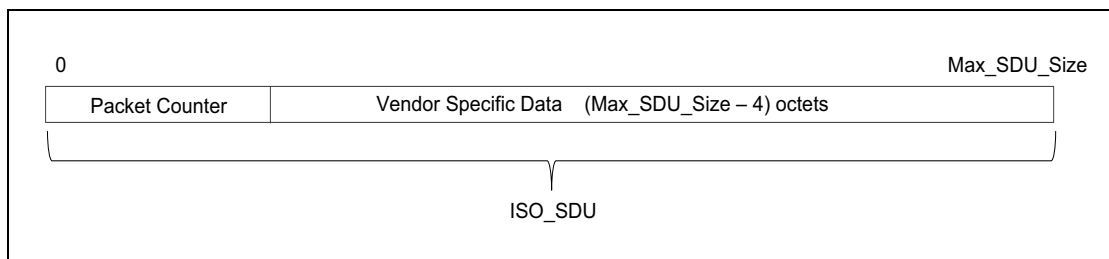 0 Max_SDU_Size
Packet Counter Vendor Specific Data (Max_SDU_Size – 4) octets
ISO_SDU